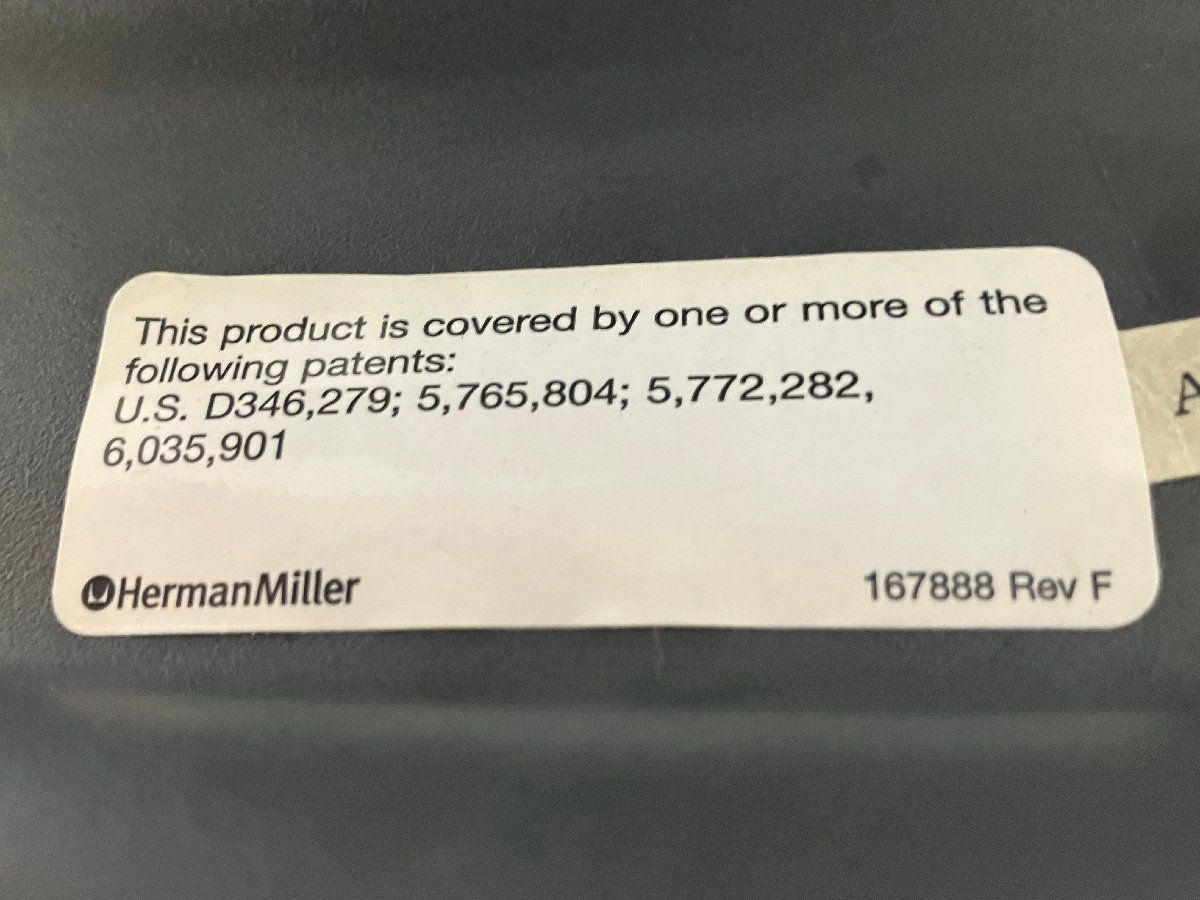 This product is covered by one or more of the
following patents:
U.S. D346,279; 5,765,804; 5,772,282,
6,035,901
HermanMiller
167888 Rev F
A